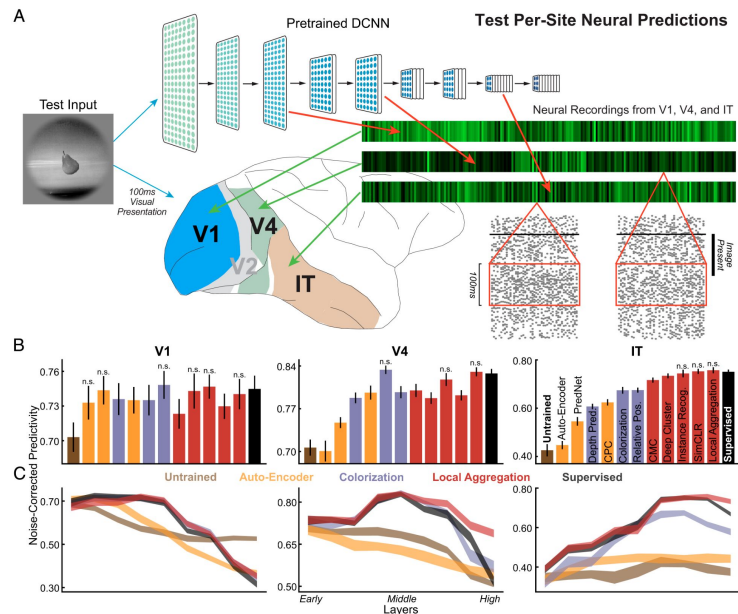 A
Pretrained DCNN
Test Per-Site Neural Predictions
Test Input
Neural Recordings from V1, V4, and IT
100ms
Visual
Presentation
V1
V4
V2
IT
100ms
Image
Present
B
V1
V4
IT
Noise-Corrected Predictivity
0.76
0.73
0.70
n.s.
n.s.
n.s.
n.s.
n.s.
0.84
0.77
0.70
n.s.
n.s.
n.s.
0.80
0.60
0.40
n.s.
n.s.
n.s.
Untrained
Auto-Encoder
PredNet
Depth Pred.
CPC
Colorization
Relative Pos.
CMC
Deep Cluster
Instance Recog.
SimCLR
Local Aggregation
Supervised
Untrained
Auto-Encoder
Colorization
Local Aggregation
Supervised
C
0.70
0.50
0.30
0.80
0.65
0.50
0.80
0.60
0.40
Early
Middle
High
Layers